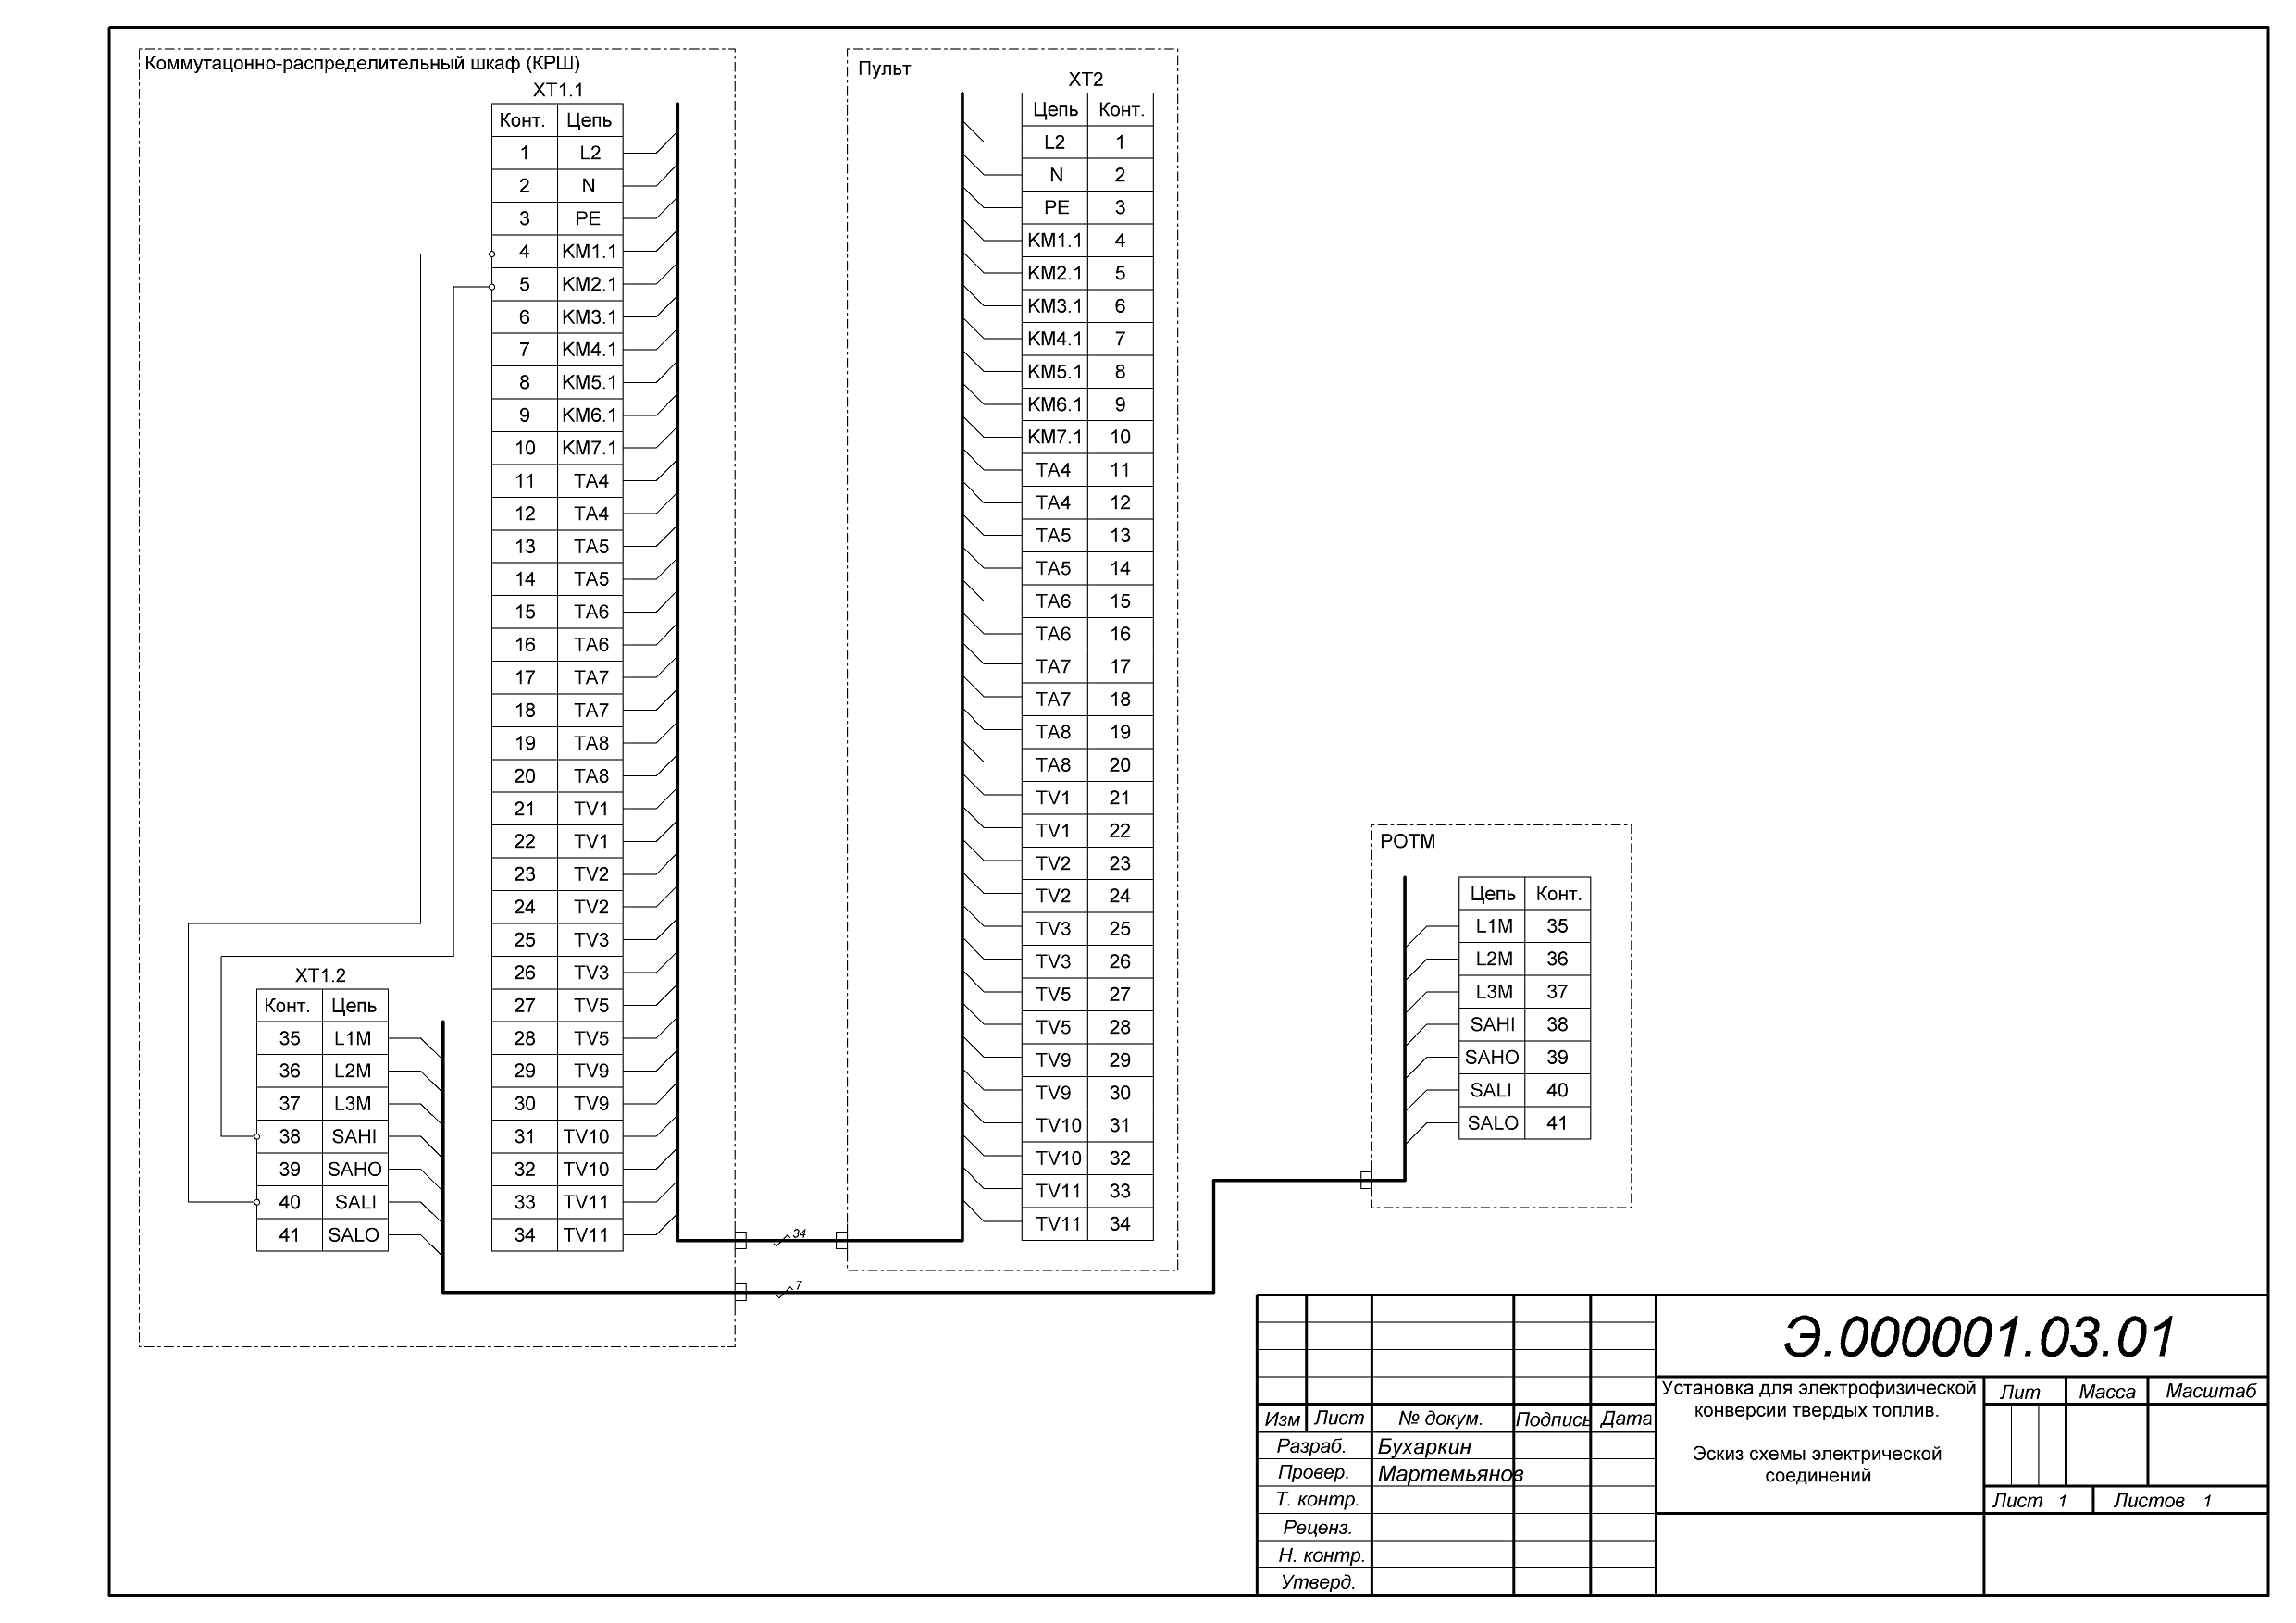 Коммутацонно-распределительный шкаф (КРШ)
XT1.1
Конт. Цепь
1 L2
2 N
3 PE
4 KM1.1
5 KM2.1
6 KM3.1
7 KM4.1
8 KM5.1
9 KM6.1
10 KM7.1
11 TA4
12 TA4
13 TA5
14 TA5
15 TA6
16 TA6
17 TA7
18 TA7
19 TA8
20 TA8
21 TV1
22 TV1
23 TV2
24 TV2
25 TV3
26 TV3
27 TV5
28 TV5
29 TV9
30 TV9
31 TV10
32 TV10
33 TV11
34 TV11
XT1.2
Конт. Цепь
35 L1M
36 L2M
37 L3M
38 SAHI
39 SAHO
40 SALI
41 SALO
34
7
Пульт
XT2
Цепь Конт.
L2 1
N 2
PE 3
KM1.1 4
KM2.1 5
KM3.1 6
KM4.1 7
KM5.1 8
KM6.1 9
KM7.1 10
TA4 11
TA4 12
TA5 13
TA5 14
TA6 15
TA6 16
TA7 17
TA7 18
TA8 19
TA8 20
TV1 21
TV1 22
TV2 23
TV2 24
TV3 25
TV3 26
TV5 27
TV5 28
TV9 29
TV9 30
TV10 31
TV10 32
TV11 33
TV11 34
РОТМ
Цепь Конт.
L1M 35
L2M 36
L3M 37
SAHI 38
SAHO 39
SALI 40
SALO 41
Э.000001.03.01
Изм Лист № докум. Подпись Дата
Разраб. Бухаркин
Провер. Мартемьянов
Т. контр.
Реценз.
Н. контр.
Утверд.
Установка для электрофизической
конверсии твердых топлив.
Эскиз схемы электрической
соединений
Лит Масса Масштаб
Лист 1 Листов 1